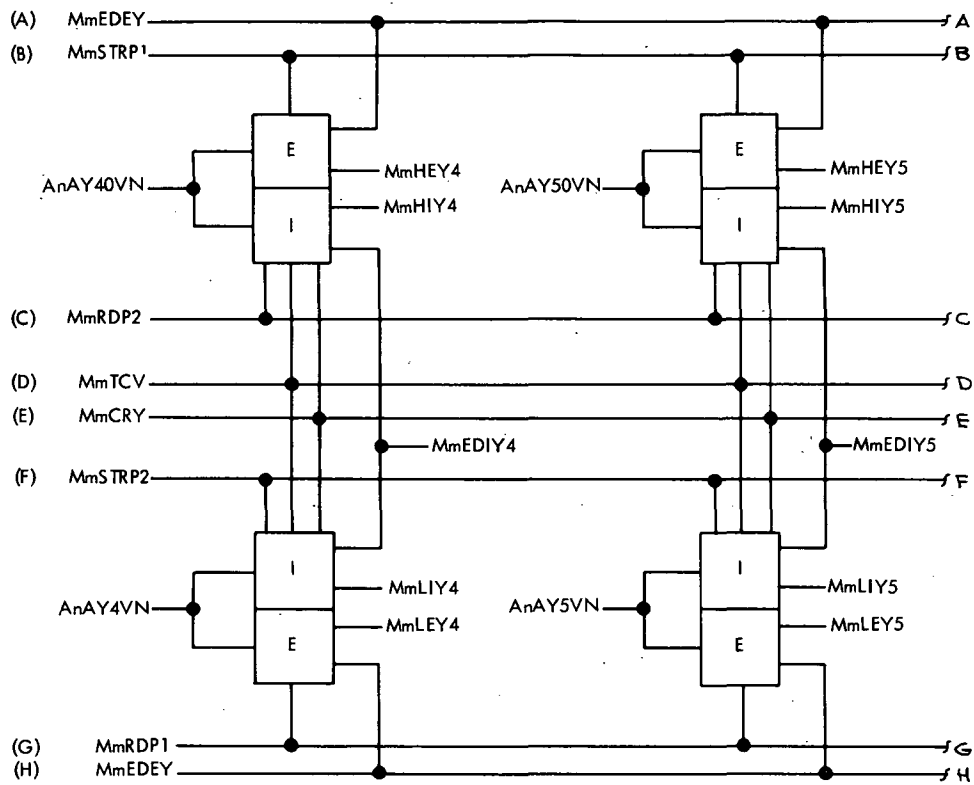 (A) MmEDEY A
(B) MmSTRP1 B
E E
MmHEY4 MmHEY5
AnAY40VN AnAY50VN
MmHIY4 MmHIY5
I I
(C) MmRDP2 C
(D) MmTCV D
(E) MmCRY E
MmEDIY4 MmEDIY5
(F) MmSTRP2 F
I I
MmLIY4 MmLIY5
AnAY4VN AnAY5VN
MmLEY4 MmLEY5
E E
(G) MmRDP1 G
(H) MmEDEY H